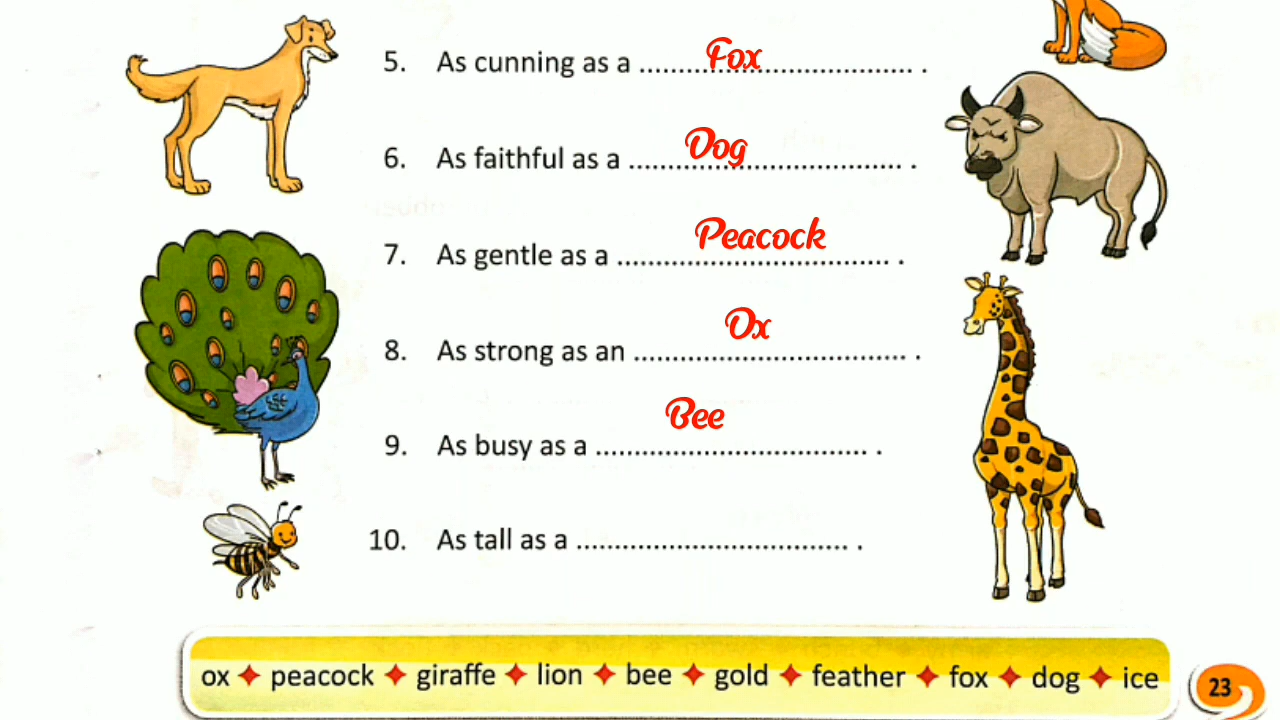 5. As cunning as a ....Fox.... .
6. As faithful as a ....Dog.... .
7. As gentle as a ....Peacock.... .
8. As strong as an ....Ox.... .
9. As busy as a ....Bee.... .
10. As tall as a .................................. .
ox ✦ peacock ✦ giraffe ✦ lion ✦ bee ✦ gold ✦ feather ✦ fox ✦ dog ✦ ice
23